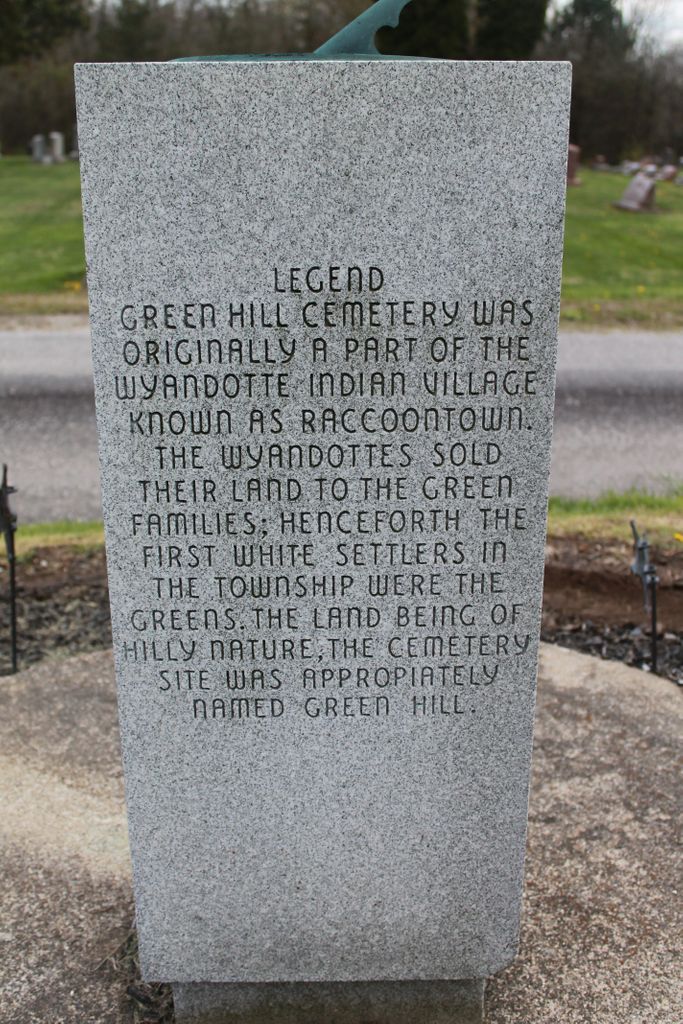 LEGEND
GREEN HILL CEMETERY WAS
ORIGINALLY A PART OF THE
WYANDOTTE INDIAN VILLAGE
KNOWN AS RACCOONTOWN.
THE WYANDOTTES SOLD
THEIR LAND TO THE GREEN
FAMILIES; HENCEFORTH THE
FIRST WHITE SETTLERS IN
THE TOWNSHIP WERE THE
GREENS. THE LAND BEING OF
HILLY NATURE, THE CEMETERY
SITE WAS APPROPIATELY
NAMED GREEN HILL.